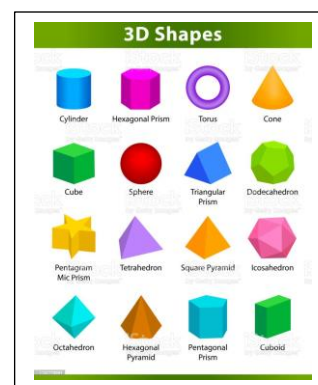 3D Shapes
Cylinder Hexagonal Prism Torus Cone
Cube Sphere Triangular Prism Dodecahedron
Pentagram Mic Prism Tetrahedron Square Pyramid Icosahedron
Octahedron Hexagonal Pyramid Pentagonal Prism Cuboid